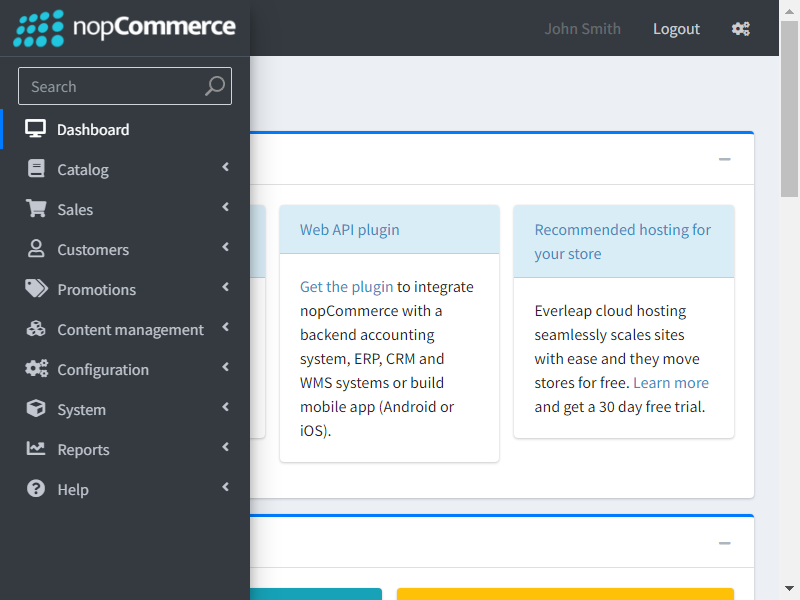 nopCommerce
John Smith
Logout
Search
Dashboard
Catalog
Sales
Customers
Promotions
Content management
Configuration
System
Reports
Help
Web API plugin
Get the plugin to integrate
nopCommerce with a
backend accounting
system, ERP, CRM and
WMS systems or build
mobile app (Android or
iOS).
Recommended hosting for
your store
Everleap cloud hosting
seamlessly scales sites
with ease and they move
stores for free. Learn more
and get a 30 day free trial.